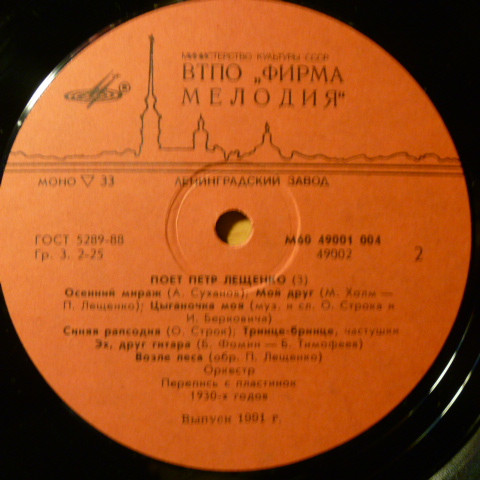 МИНИСТЕРСТВО КУЛЬТУРЫ СССР
ВТПО „ФИРМА
МЕЛОДИЯ"
МОНО ▽ 33 ЛЕНИНГРАДСКИЙ ЗАВОД
ГОСТ 5289-88 М60 49001 004
Гр. 3. 2-25 49002 2
ПОЕТ ПЕТР ЛЕЩЕНКО (3)
Осенний мираж (А. Суханов); Мой друг (М. Холм —
П. Лещенко); Цыганочка моя (муз. и сл. О. Строка и
И. Берковича)
Синяя рапсодия (О. Строк); Тринце-бринце, частушки
Эх, друг гитара (Б. Фомин — Б. Тимофеев)
Возле леса (обр. П. Лещенко)
Оркестр
Перепись с пластинок
1930-х годов
Выпуск 1991 г.